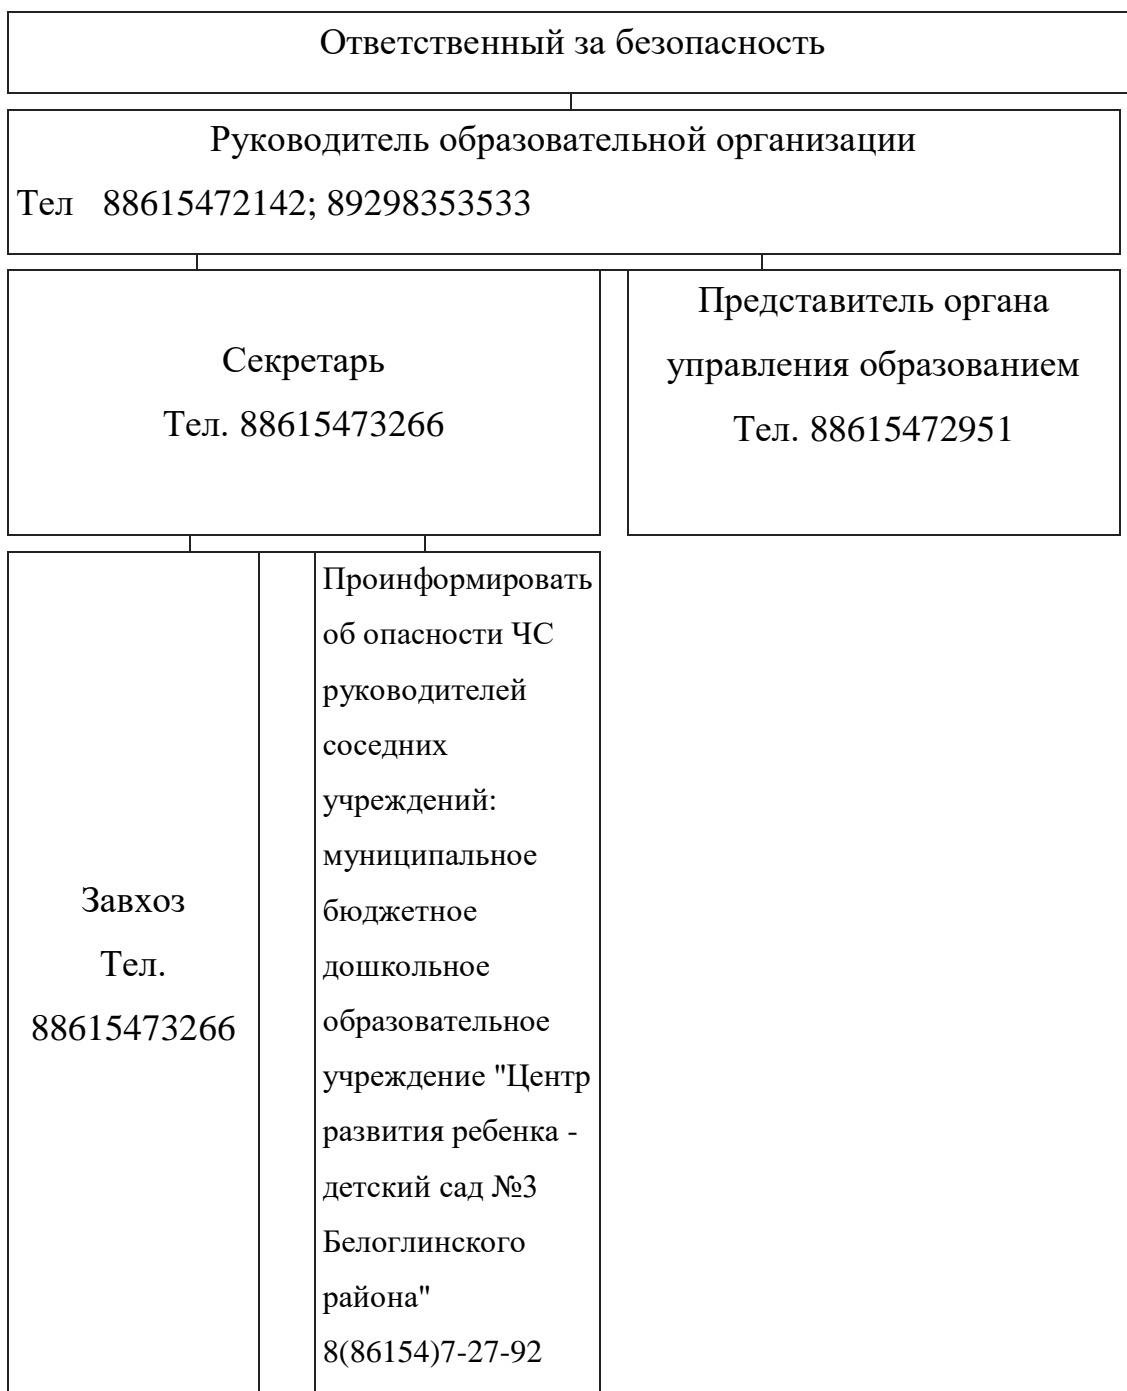 Ответственный за безопасность
Руководитель образовательной организации
Тел 88615472142; 89298353533
Секретарь
Тел. 88615473266
Представитель органа
управления образованием
Тел. 88615472951
Завхоз
Тел.
88615473266
Проинформировать
об опасности ЧС
руководителей
соседних
учреждений:
муниципальное
бюджетное
дошкольное
образовательное
учреждение "Центр
развития ребенка -
детский сад №3
Белоглинского
района"
8(86154)7-27-92